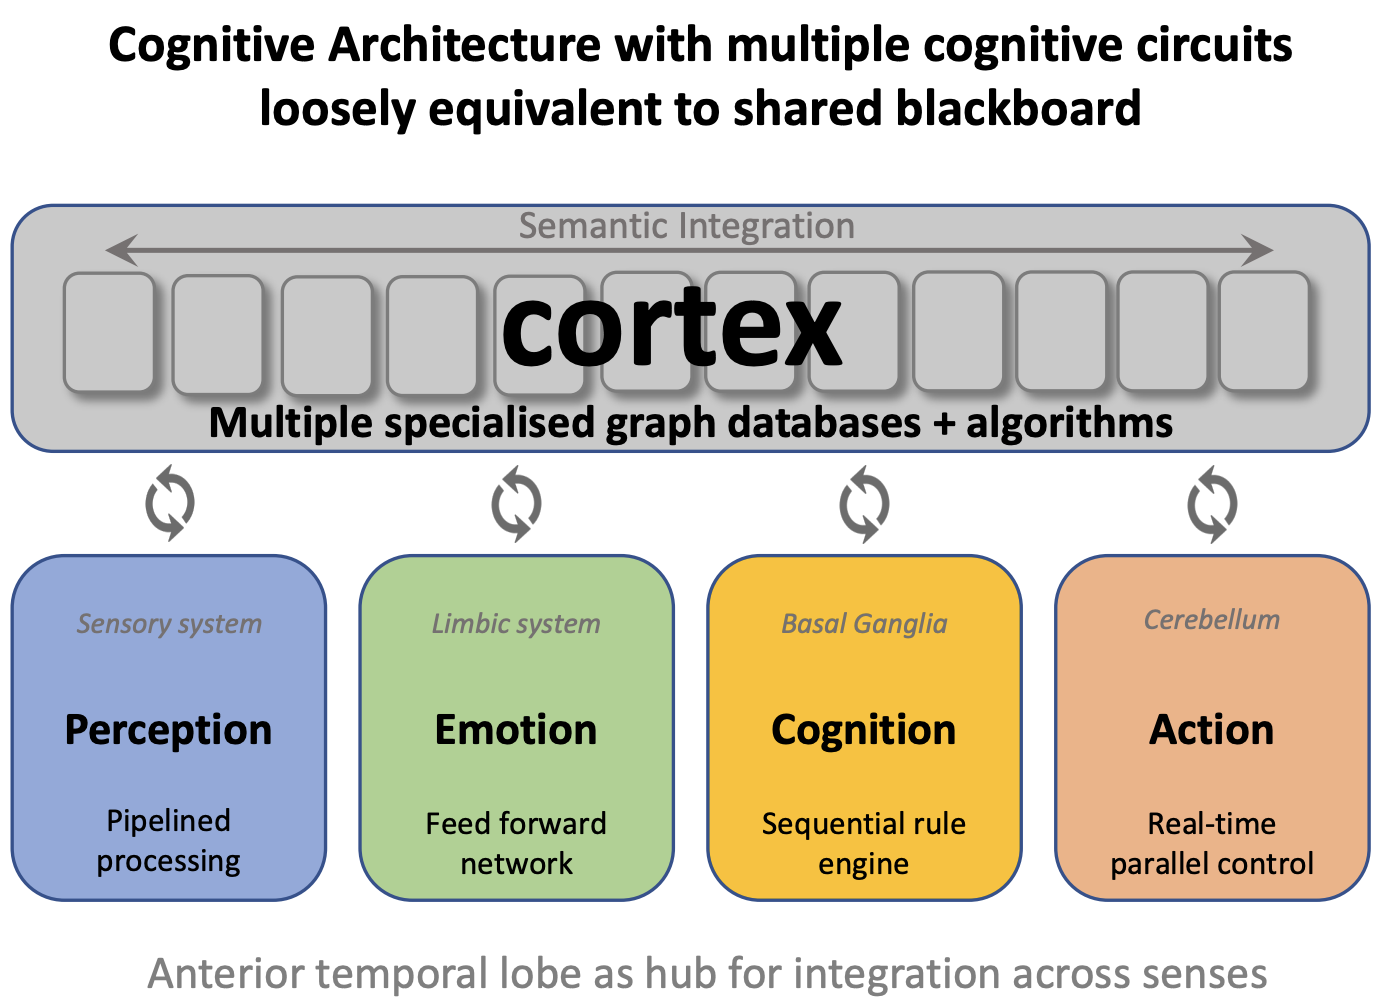 Cognitive Architecture with multiple cognitive circuits
loosely equivalent to shared blackboard
Semantic Integration
cortex
Multiple specialised graph databases + algorithms
Sensory system
Perception
Pipelined
processing
Limbic system
Emotion
Feed forward
network
Basal Ganglia
Cognition
Sequential rule
engine
Cerebellum
Action
Real-time
parallel control
Anterior temporal lobe as hub for integration across senses